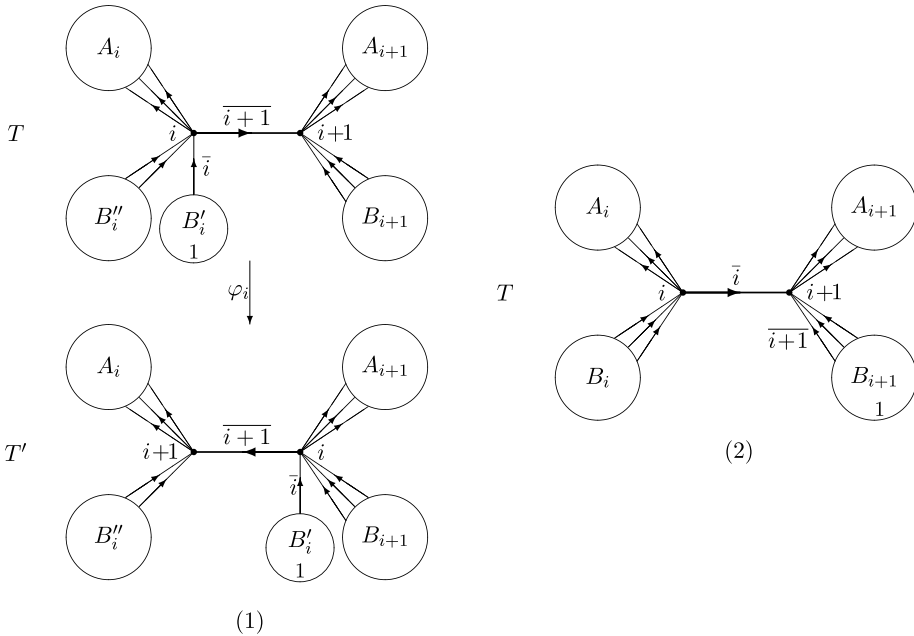 A_i
A_{i+1}
T
i
\overline{i+1}
i+1
\bar{i}
B''_i
B'_i
1
B_{i+1}
φ_i
A_i
A_{i+1}
T'
i+1
\overline{i+1}
i
\bar{i}
B''_i
B'_i
1
B_{i+1}
(1)
A_i
A_{i+1}
T
i
\bar{i}
i+1
\overline{i+1}
B_i
B_{i+1}
1
(2)